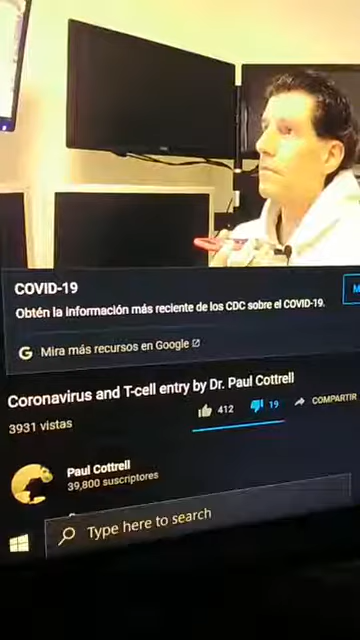 COVID-19
Obtén la información más reciente de los CDC sobre el COVID-19.
M
G Mira más recursos en Google
Coronavirus and T-cell entry by Dr. Paul Cottrell
3931 vistas
412
19
COMPARTIR
Paul Cottrell
39,800 suscriptores
Type here to search